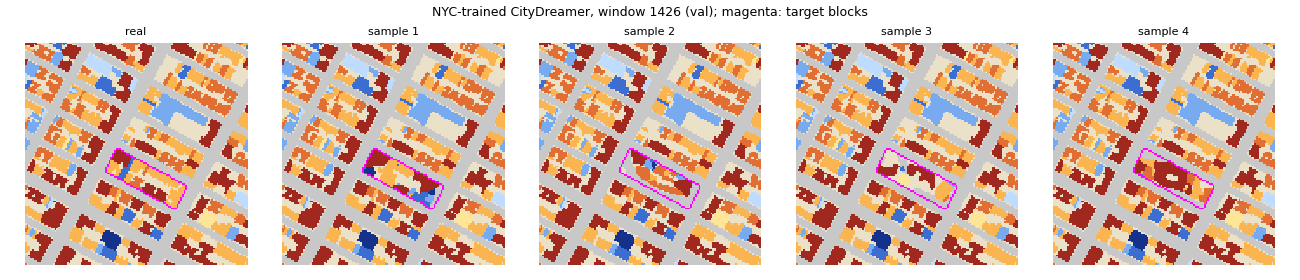 NYC-trained CityDreamer, window 1426 (val); magenta: target blocks
real
sample 1
sample 2
sample 3
sample 4